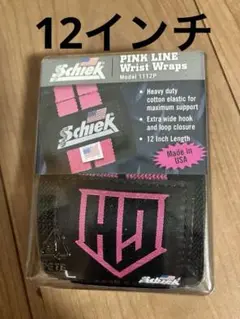 12インチ
Schiek
PINK LINE
Wrist Wraps
Model 1112P
Schiek
• Heavy duty
cotton elastic for
maximum support
• Extra wide hook
and loop closure
• 12 Inch Length
Made in
USA
HD
Schiek